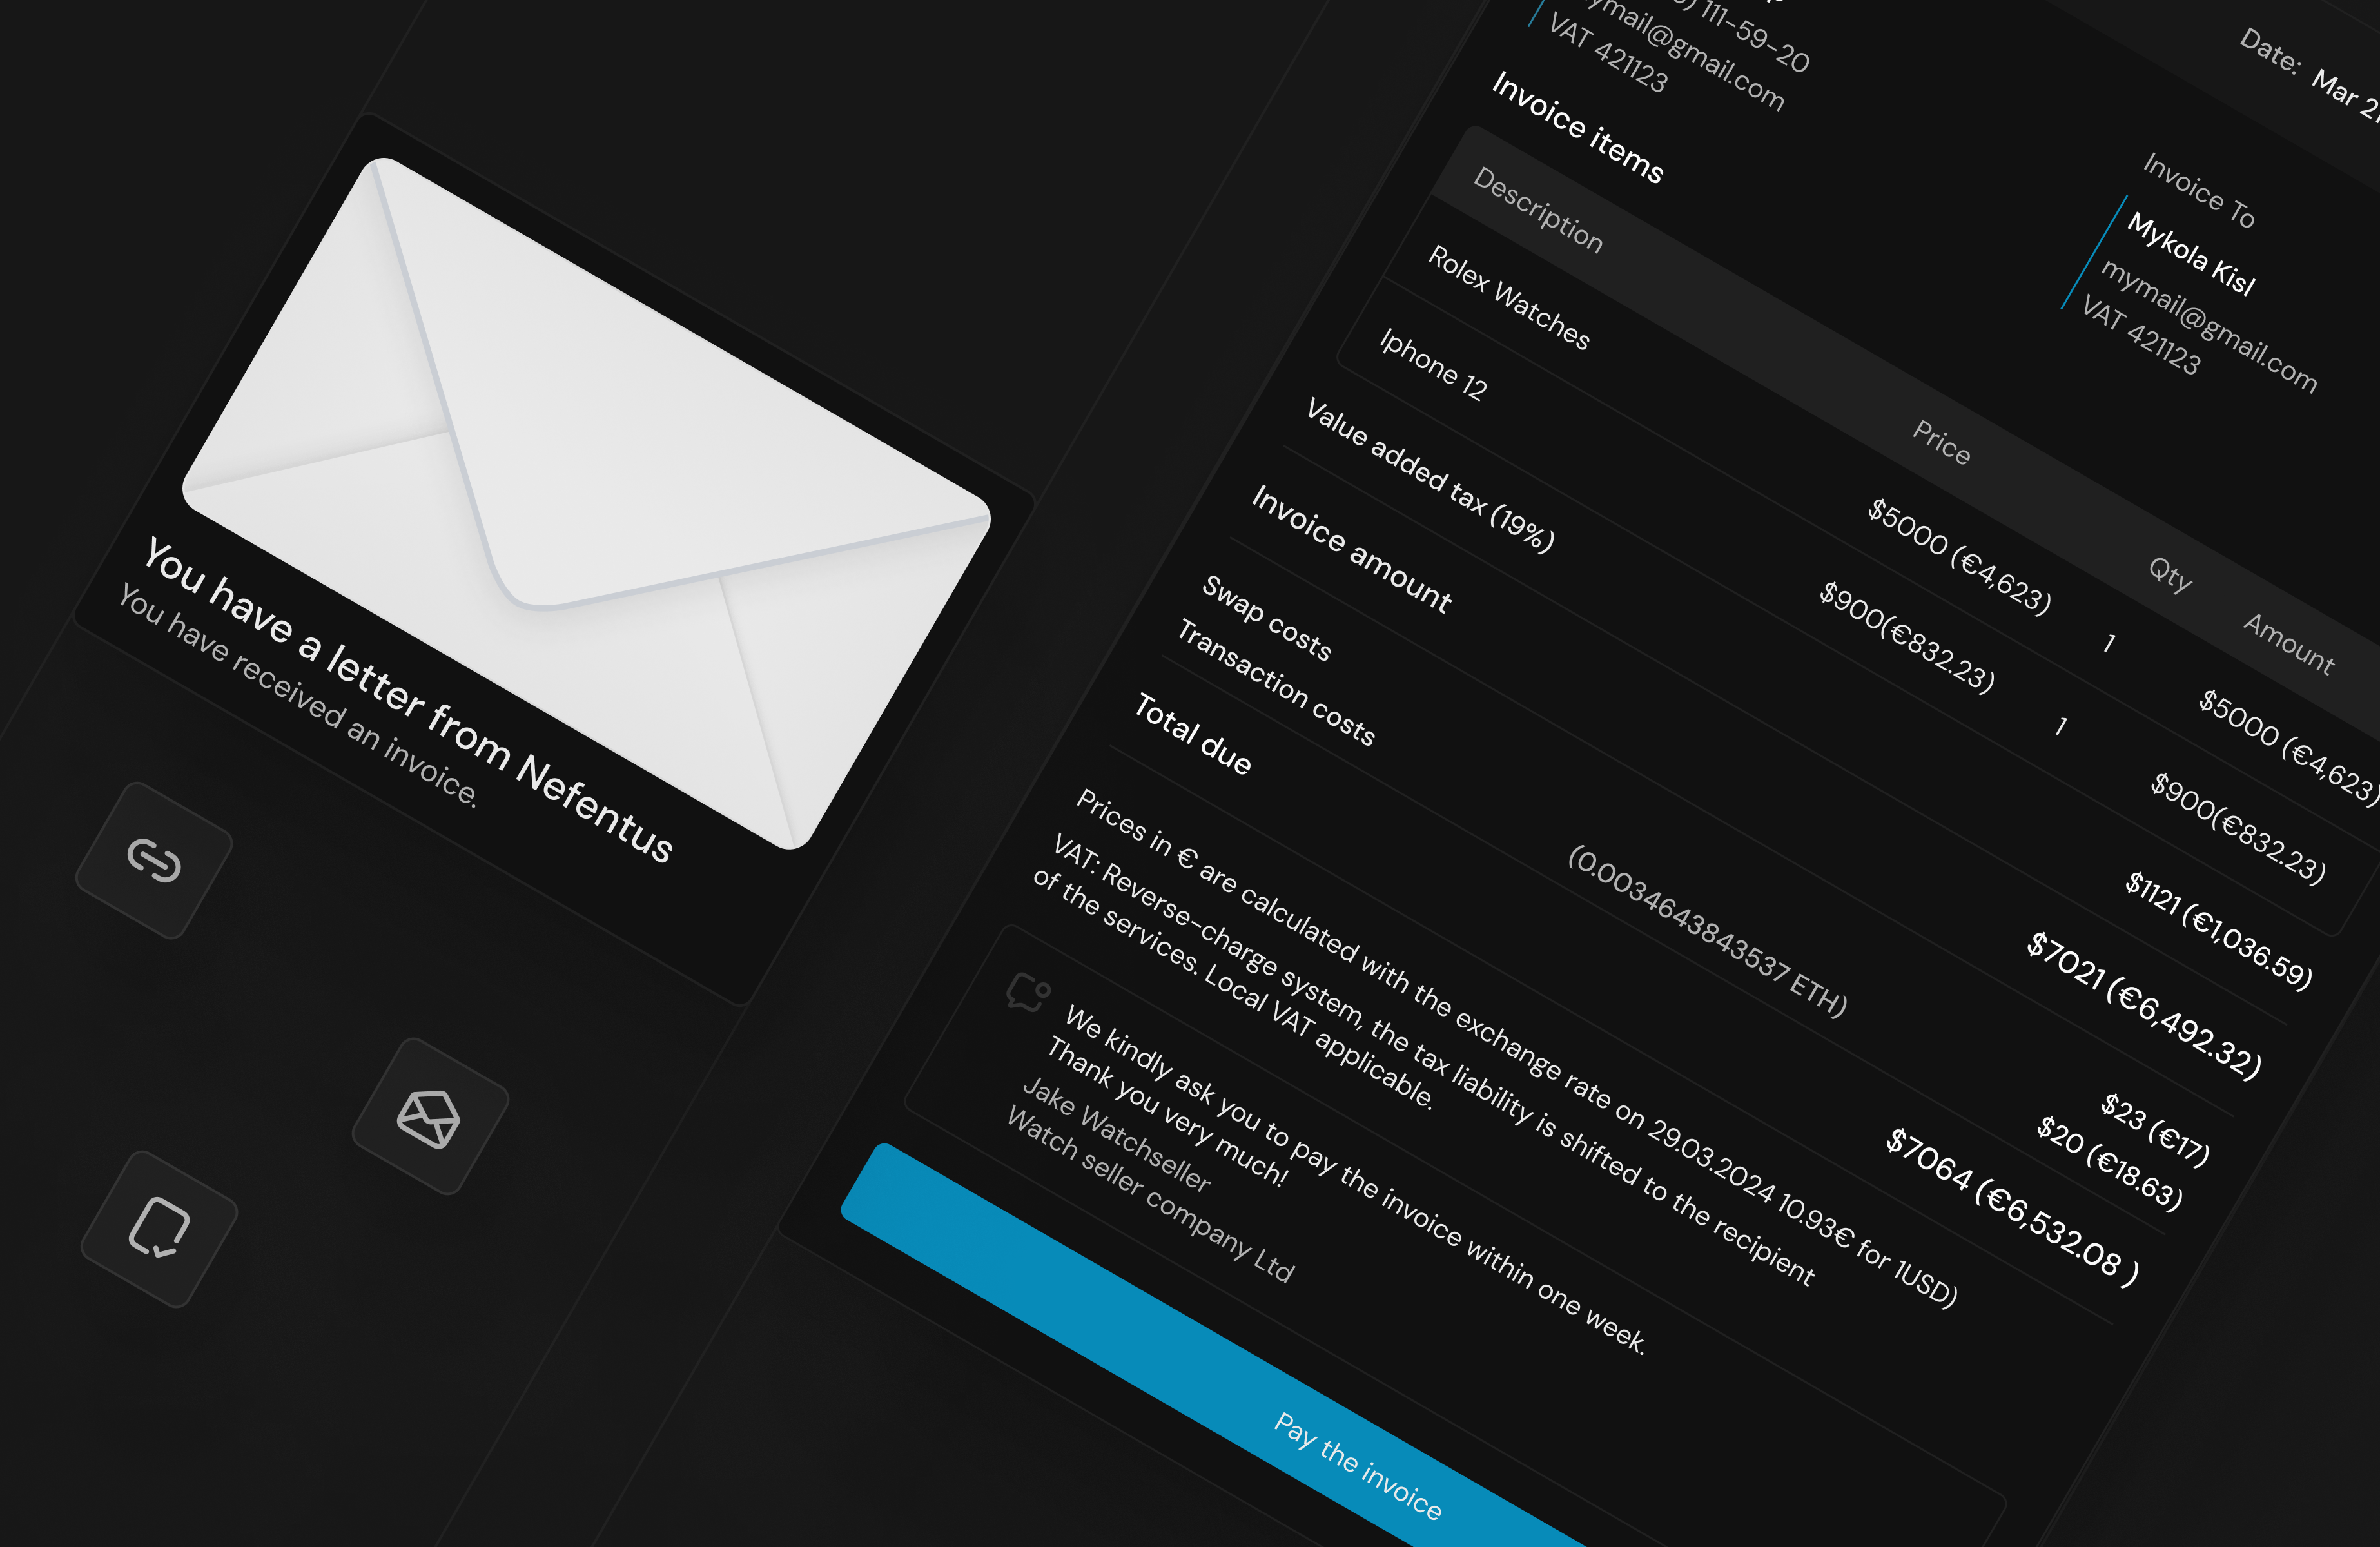 You have a letter from Nefentus
You have received an invoice.
111-59-20
mymail@gmail.com
VAT 421123
Date: Mar
Invoice To
Mykola Kisl
mymail@gmail.com
VAT 421123
Invoice items
Description Price Qty Amount
Rolex Watches $5000 (€4,623) 1 $5000 (€4,623)
Iphone 12 $900(€832.23) 1 $900(€832.23)
Value added tax (19%) $1121 (€1,036.59)
Invoice amount $7021 (€6,492.32)
Swap costs $23 (€17)
Transaction costs (0.003464384353​7 ETH) $20 (€18.63)
Total due $7064 (€6,532.08 )
Prices in € are calculated with the exchange rate on 29.03.2024 10.93€ for 1USD)
VAT: Reverse-charge system, the tax liability is shifted to the recipient
of the services. Local VAT applicable.
We kindly ask you to pay the invoice within one week.
Thank you very much!
Jake Watchseller
Watch seller company Ltd
Pay the invoice